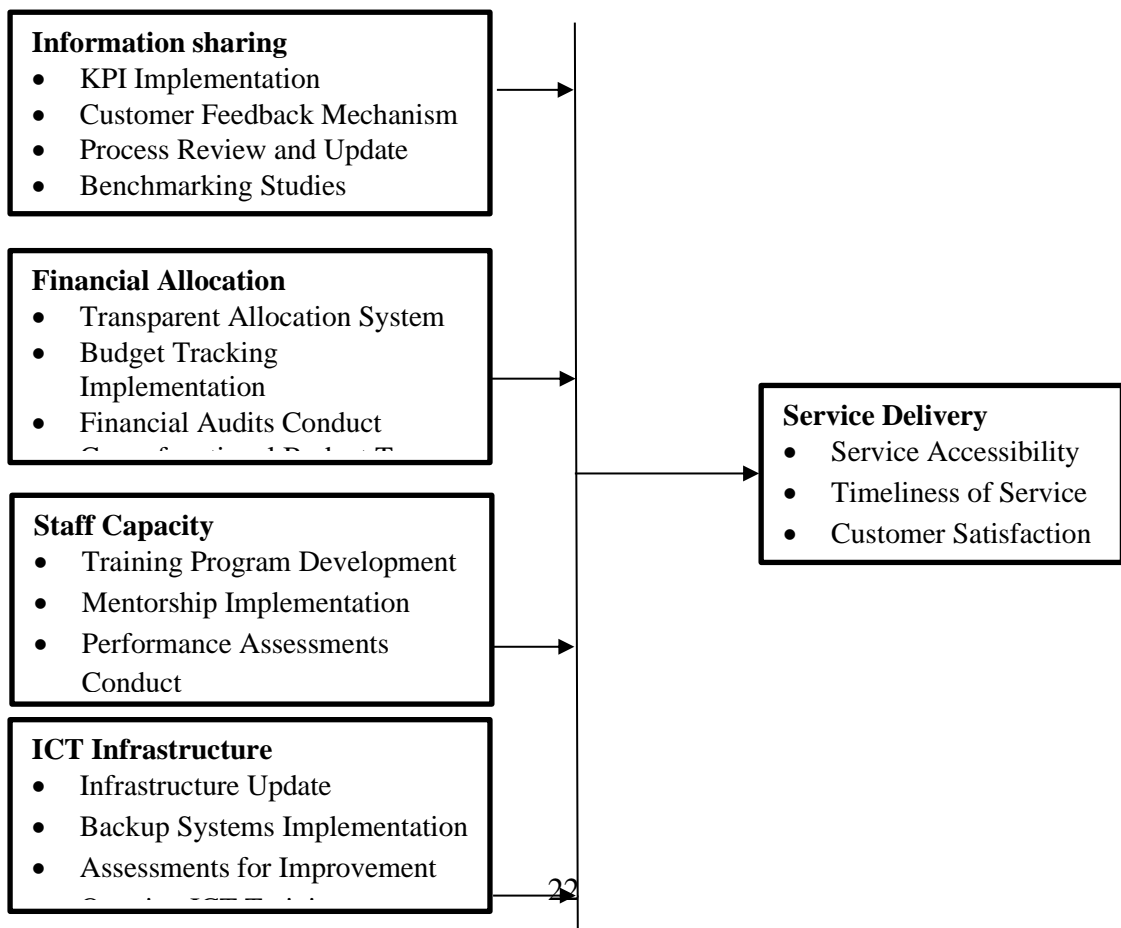 Information sharing
• KPI Implementation
• Customer Feedback Mechanism
• Process Review and Update
• Benchmarking Studies
Financial Allocation
• Transparent Allocation System
• Budget Tracking
Implementation
• Financial Audits Conduct
Staff Capacity
• Training Program Development
• Mentorship Implementation
• Performance Assessments
Conduct
ICT Infrastructure
• Infrastructure Update
• Backup Systems Implementation
• Assessments for Improvement
Service Delivery
• Service Accessibility
• Timeliness of Service
• Customer Satisfaction
22